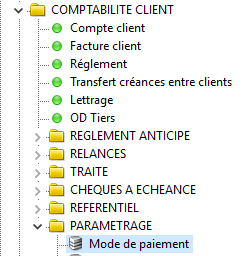 COMPTABILITE CLIENT
Compte client
Facture client
Réglement
Transfert créances entre clients
Lettrage
OD Tiers
REGLEMENT ANTICIPE
RELANCES
TRAITE
CHEQUES A ECHEANCE
REFERENTIEL
PARAMETRAGE
Mode de paiement